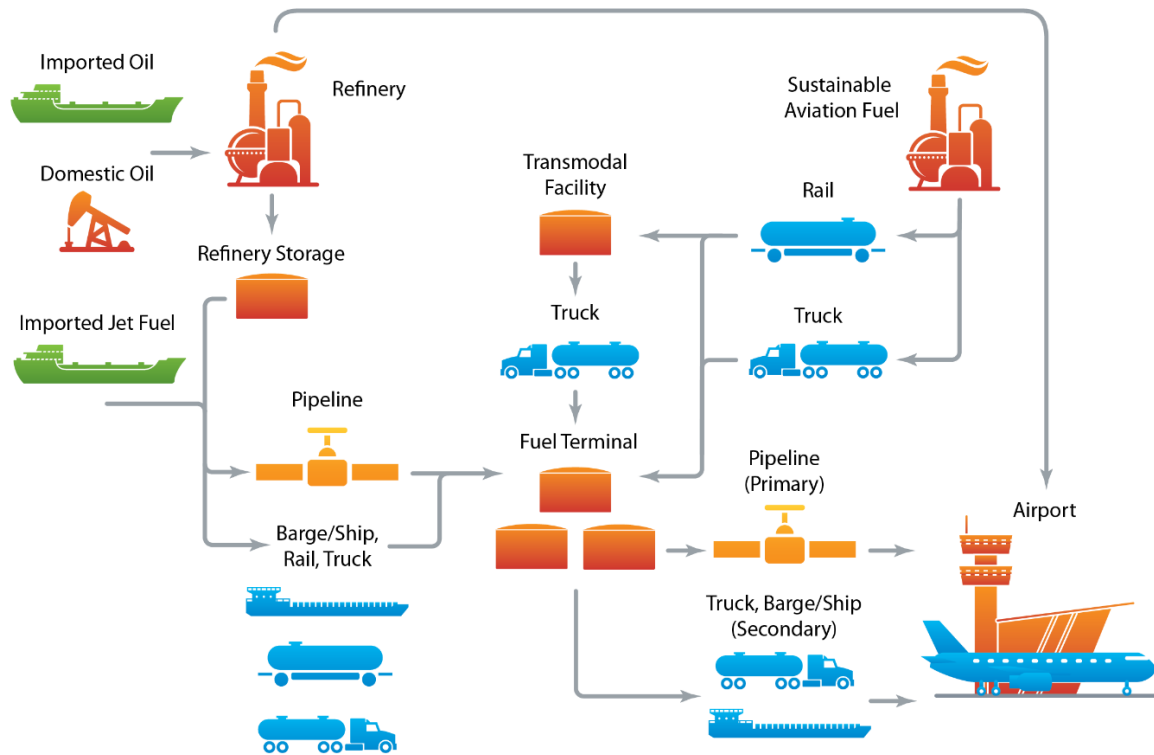 Imported Oil
Refinery
Domestic Oil
Refinery Storage
Imported Jet Fuel
Pipeline
Barge/Ship,
Rail, Truck
Transmodal
Facility
Truck
Fuel Terminal
Sustainable
Aviation Fuel
Rail
Truck
Pipeline
(Primary)
Truck, Barge/Ship
(Secondary)
Airport